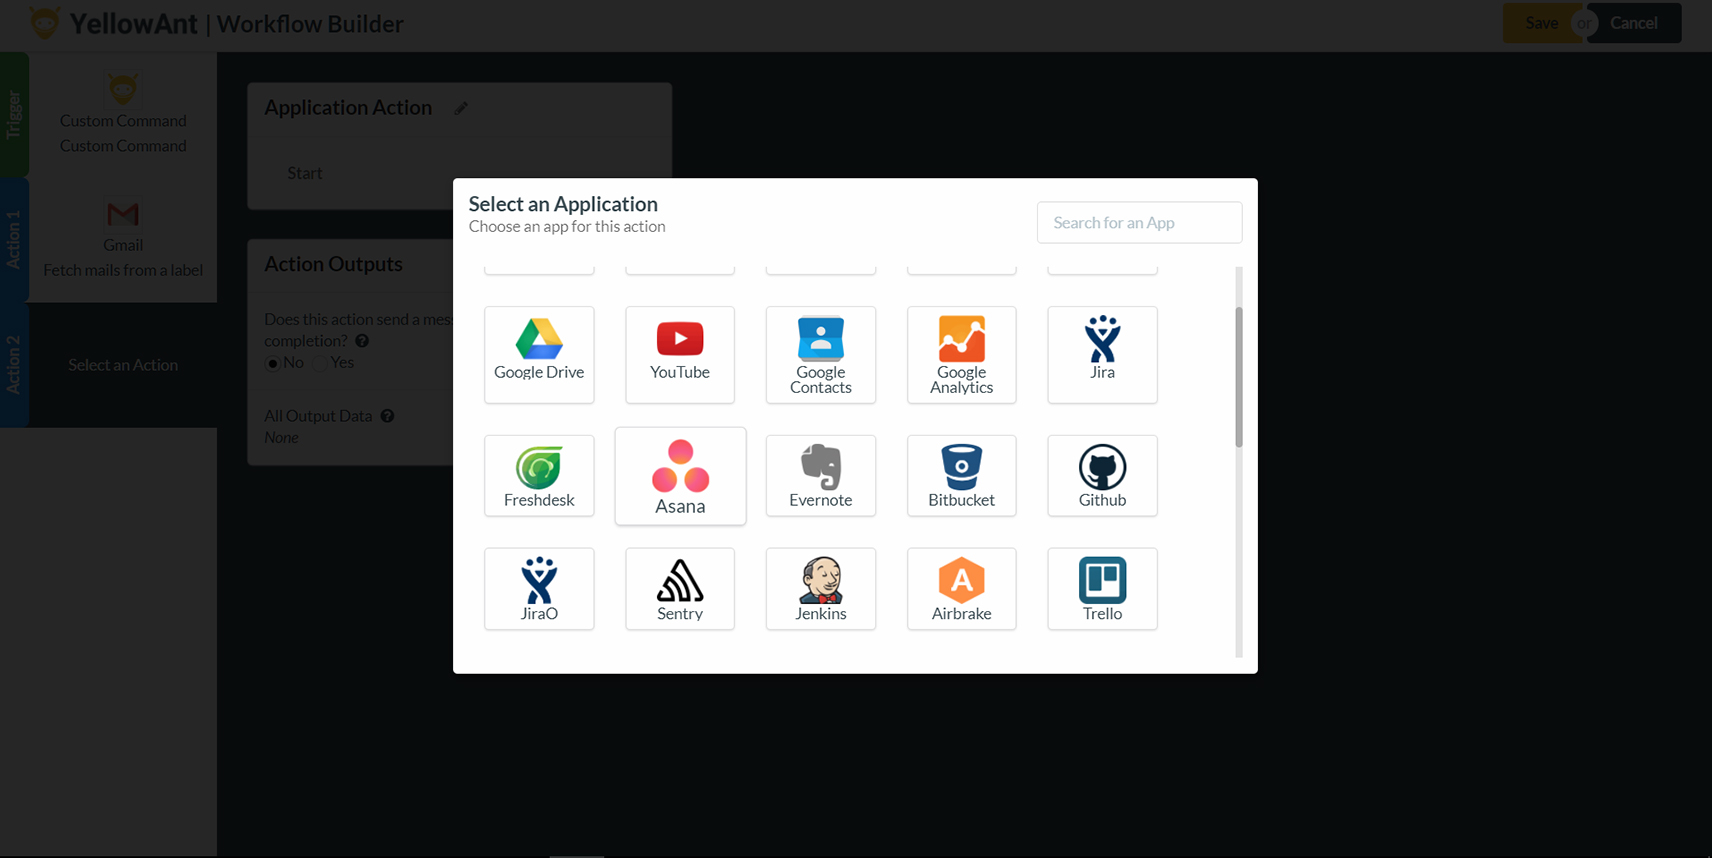 YellowAnt | Workflow Builder
Save or Cancel
Trigger
Custom Command
Custom Command
Action 1
Gmail
Fetch mails from a label
Action 2
Select an Action
Application Action
Start
Action Outputs
Does this action send a mes
completion?
No Yes
All Output Data
None
Select an Application
Choose an app for this action
Search for an App
Google Drive
YouTube
Google
Contacts
Google
Analytics
Jira
Freshdesk
Asana
Evernote
Bitbucket
Github
JiraO
Sentry
Jenkins
Airbrake
Trello